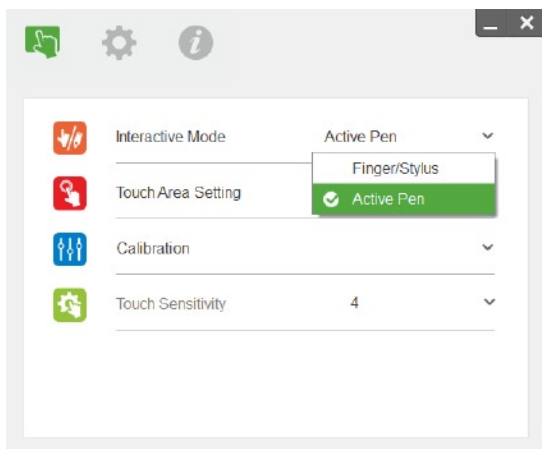 Interactive Mode Active Pen
Finger/Stylus
Touch Area Setting Active Pen
Calibration
Touch Sensitivity 4